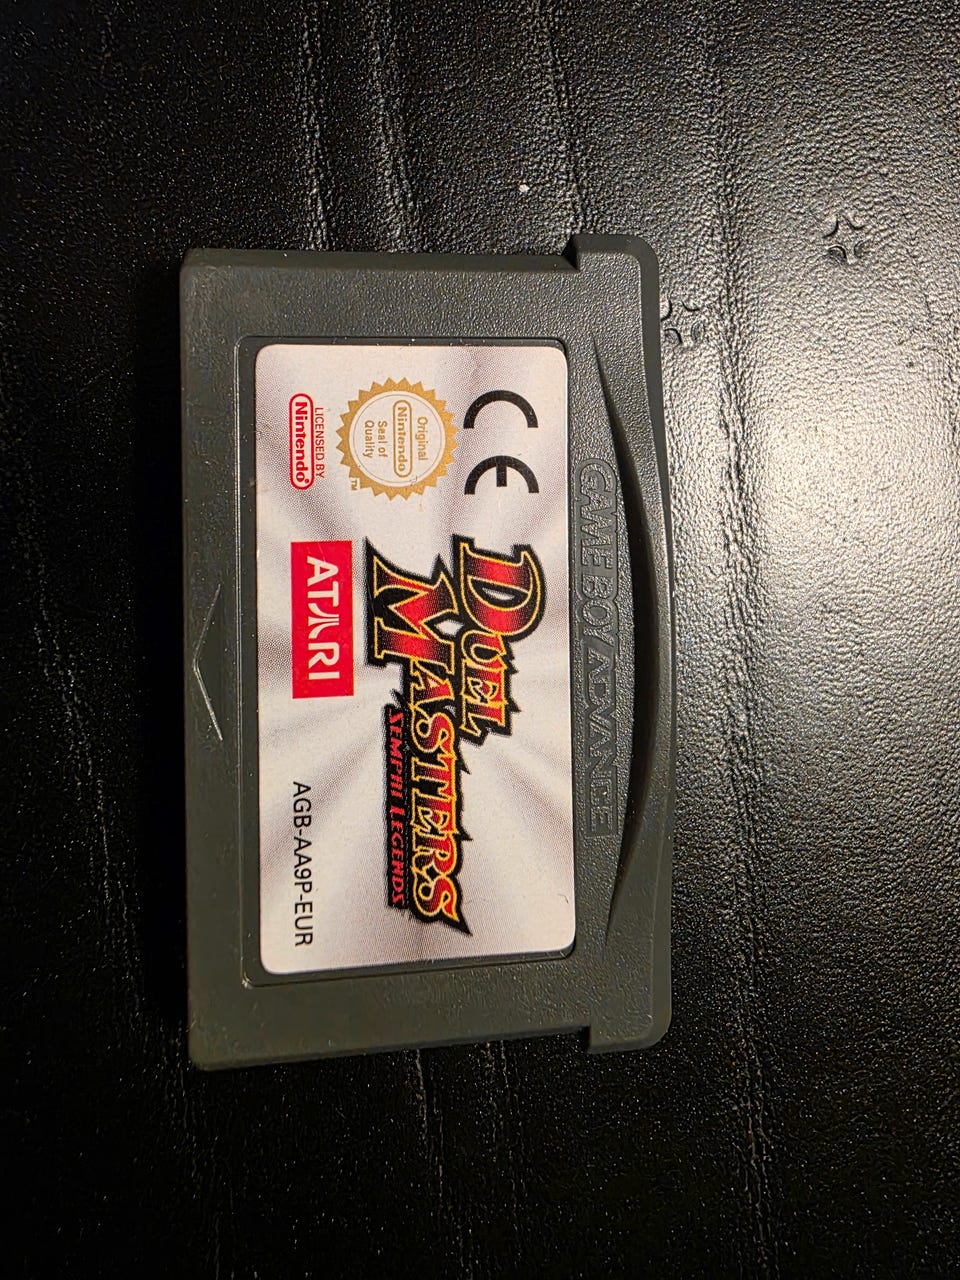 GAME BOY ADVANCE
CE
DUEL
MASTERS
SEMPAI LEGENDS
Original
Nintendo
Seal of
Quality
TM
LICENSED BY
Nintendo®
ATARI
AGB-AA9P-EUR